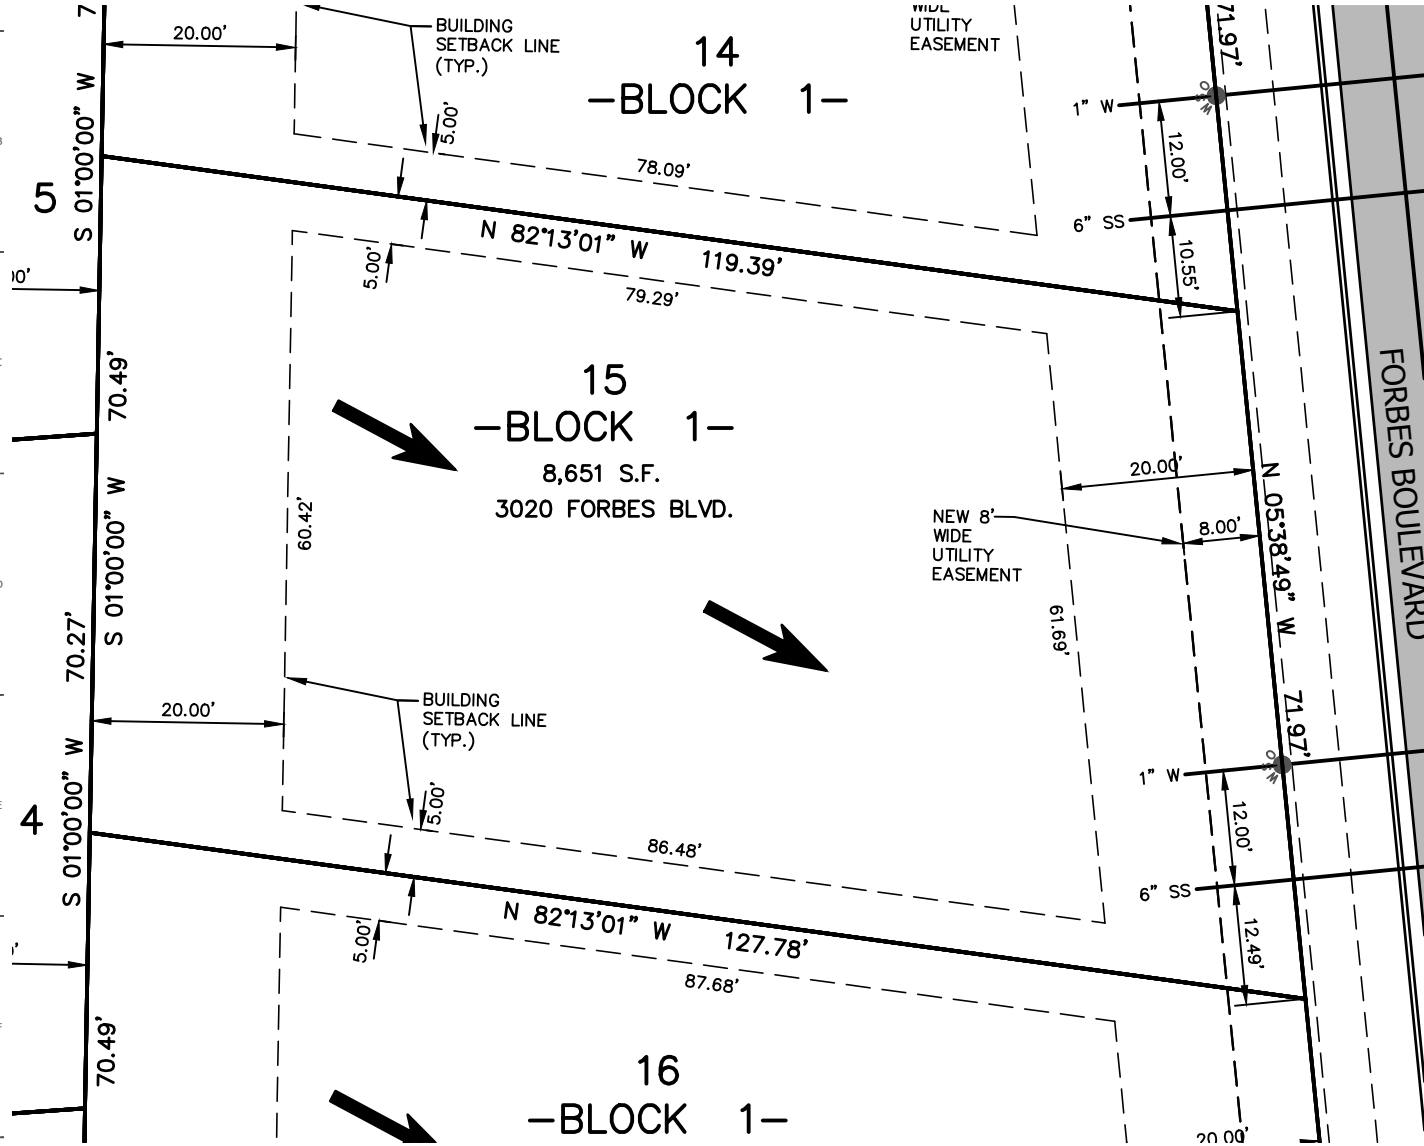 WIDE
UTILITY
EASEMENT
BUILDING
SETBACK LINE
(TYP.)
20.00'
14
-BLOCK 1-
71.97'
7
S 01°00'00" W
5
5.00'
78.09'
1" W
O
WS
12.00'
6" SS
10.55'
N 82°13'01" W 119.39'
5.00'
79.29'
70.49'
S 01°00'00" W
15
-BLOCK 1-
8,651 S.F.
3020 FORBES BLVD.
60.42'
20.00'
NEW 8'
WIDE
UTILITY
EASEMENT
8.00'
N 05°38'49" W
71.97'
61.69'
FORBES BOULEVARD
70.27'
S 01°00'00" W
4
20.00'
BUILDING
SETBACK LINE
(TYP.)
5.00'
86.48'
1" W
O
WS
12.00'
6" SS
12.49'
N 82°13'01" W 127.78'
5.00'
87.68'
70.49'
16
-BLOCK 1-
20.00'